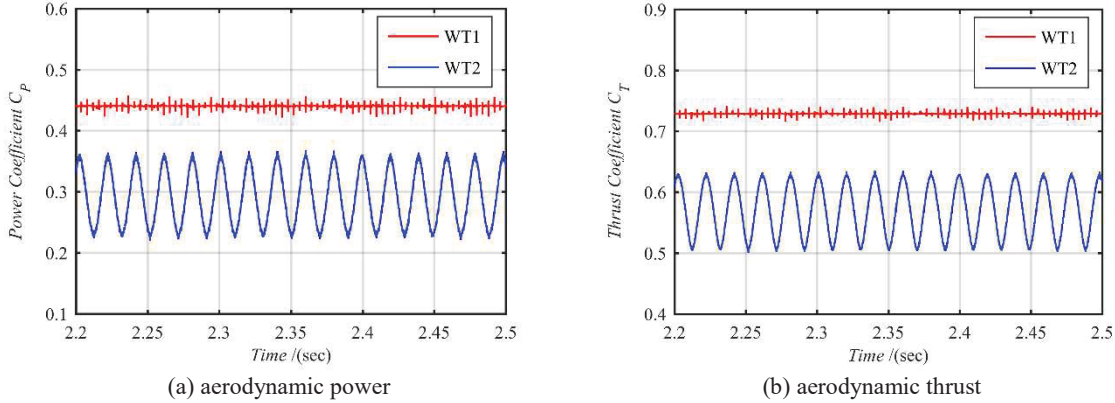 0.6
0.5
0.4
0.3
0.2
0.1
Power Coefficient C_P
WT1
WT2
2.2 2.25 2.3 2.35 2.4 2.45 2.5
Time /(sec)
(a) aerodynamic power
0.9
0.8
0.7
0.6
0.5
0.4
Thrust Coefficient C_T
WT1
WT2
2.2 2.25 2.3 2.35 2.4 2.45 2.5
Time /(sec)
(b) aerodynamic thrust